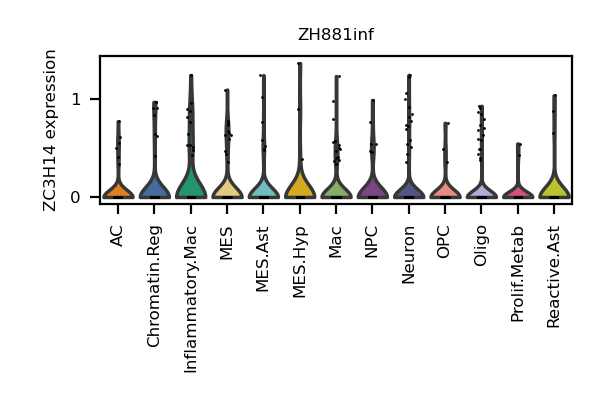 ZH881inf
ZC3H14 expression
1
0
AC
Chromatin.Reg
Inflammatory.Mac
MES
MES.Ast
MES.Hyp
Mac
NPC
Neuron
OPC
Oligo
Prolif.Metab
Reactive.Ast